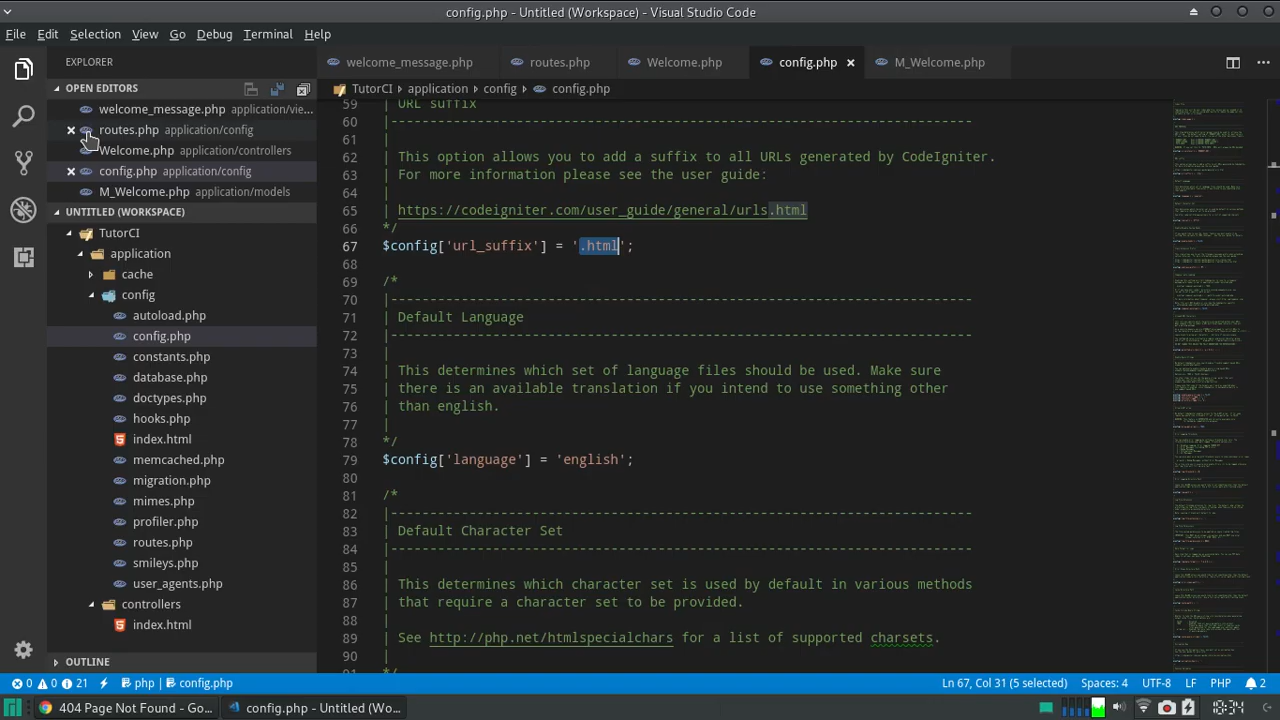 config.php - Untitled (Workspace) - Visual Studio Code
File Edit Selection View Go Debug Terminal Help
EXPLORER
OPEN EDITORS
welcome_message.php application/vie...
routes.php application/config
Welcome.php application/controllers
config.php application/config
M_Welcome.php application/models
UNTITLED (WORKSPACE)
TutorCI
application
cache
config
autoload.php
config.php
constants.php
database.php
doctypes.php
hooks.php
index.html
memcached.php
migration.php
mimes.php
profiler.php
routes.php
smileys.php
user_agents.php
controllers
index.html
OUTLINE
welcome_message.php routes.php Welcome.php config.php M_Welcome.php
TutorCI › application › config › config.php
59 | URL suffix
60 |--------------------------------------------------------------------------
61 |
62 | This option allows you to add a suffix to all URLs generated by CodeIgniter.
63 | For more information please see the user guide:
64 |
65 | https://codeigniter.com/user_guide/general/urls.html
66 */
67 $config['url_suffix'] = '.html';
68
69 /*
70 |--------------------------------------------------------------------------
71 | Default Language
72 |--------------------------------------------------------------------------
73 |
74 | This determines which set of language files should be used. Make sure
75 | there is an available translation if you intend to use something other
76 | than english.
77 |
78 */
79 $config['language'] = 'english';
80
81 /*
82 |--------------------------------------------------------------------------
83 | Default Character Set
84 |--------------------------------------------------------------------------
85 |
86 | This determines which character set is used by default in various methods
87 | that require a character set to be provided.
88 |
89 | See http://php.net/htmlspecialchars for a list of supported charsets.
90 |
0 0 21 php | config.php Ln 67, Col 31 (5 selected) Spaces: 4 UTF-8 LF PHP 2
404 Page Not Found - Go... config.php - Untitled (Wo... 18:34